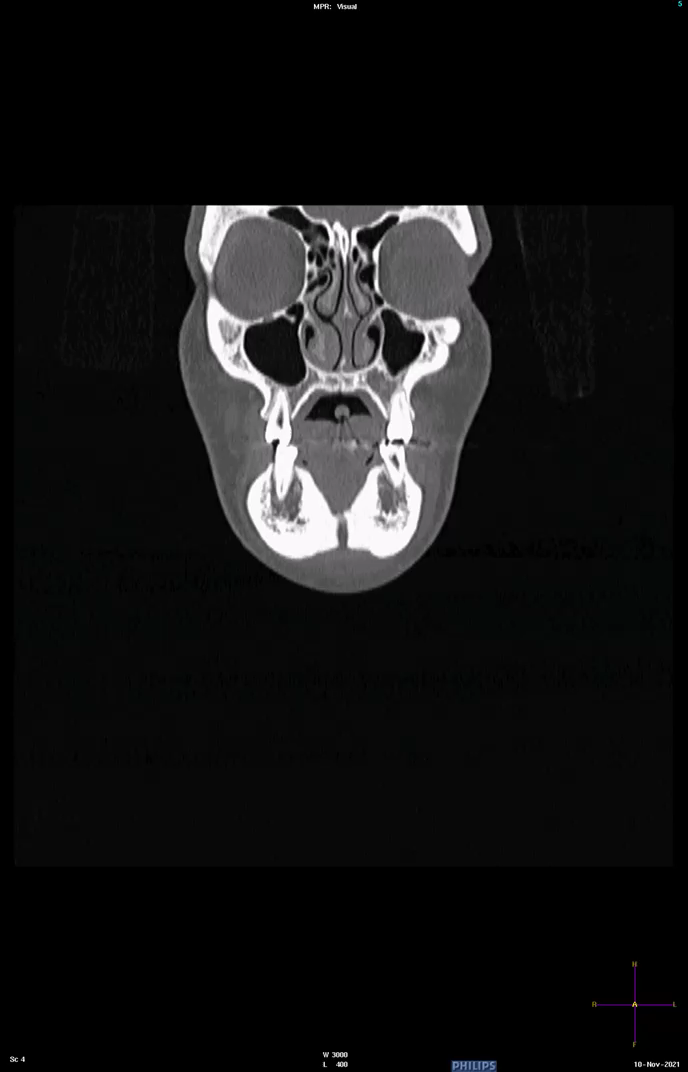 MPR: Visual
5
H
R A L
F
Sc 4
W 3000
L 400
PHILIPS
10-Nov-2021